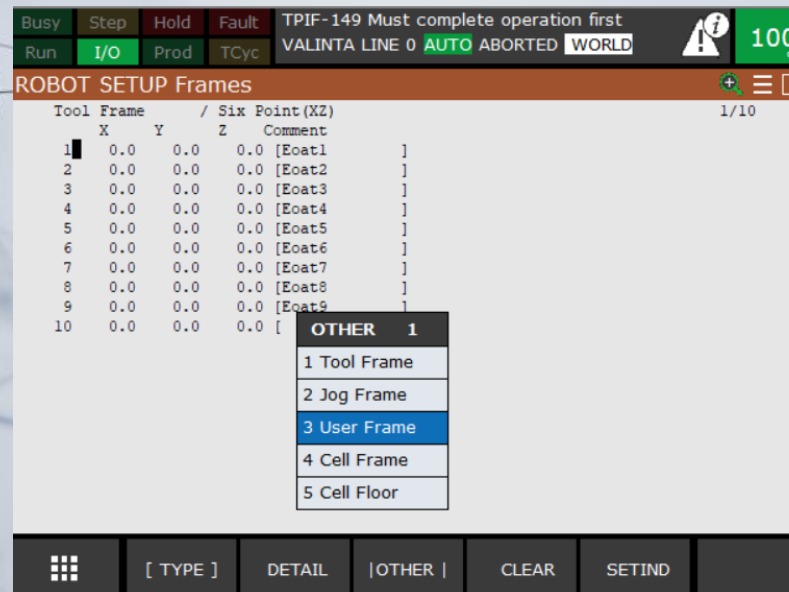 Busy Step Hold Fault TPIF-149 Must complete operation first
Run I/O Prod TCyc VALINTA LINE 0 AUTO ABORTED WORLD
100
ROBOT SETUP Frames
Tool Frame / Six Point(XZ) 1/10
X Y Z Comment
1 0.0 0.0 0.0 [Eoat1 ]
2 0.0 0.0 0.0 [Eoat2 ]
3 0.0 0.0 0.0 [Eoat3 ]
4 0.0 0.0 0.0 [Eoat4 ]
5 0.0 0.0 0.0 [Eoat5 ]
6 0.0 0.0 0.0 [Eoat6 ]
7 0.0 0.0 0.0 [Eoat7 ]
8 0.0 0.0 0.0 [Eoat8 ]
9 0.0 0.0 0.0 [Eoat9 ]
10 0.0 0.0 0.0 [
OTHER 1
1 Tool Frame
2 Jog Frame
3 User Frame
4 Cell Frame
5 Cell Floor
[ TYPE ] DETAIL |OTHER | CLEAR SETIND